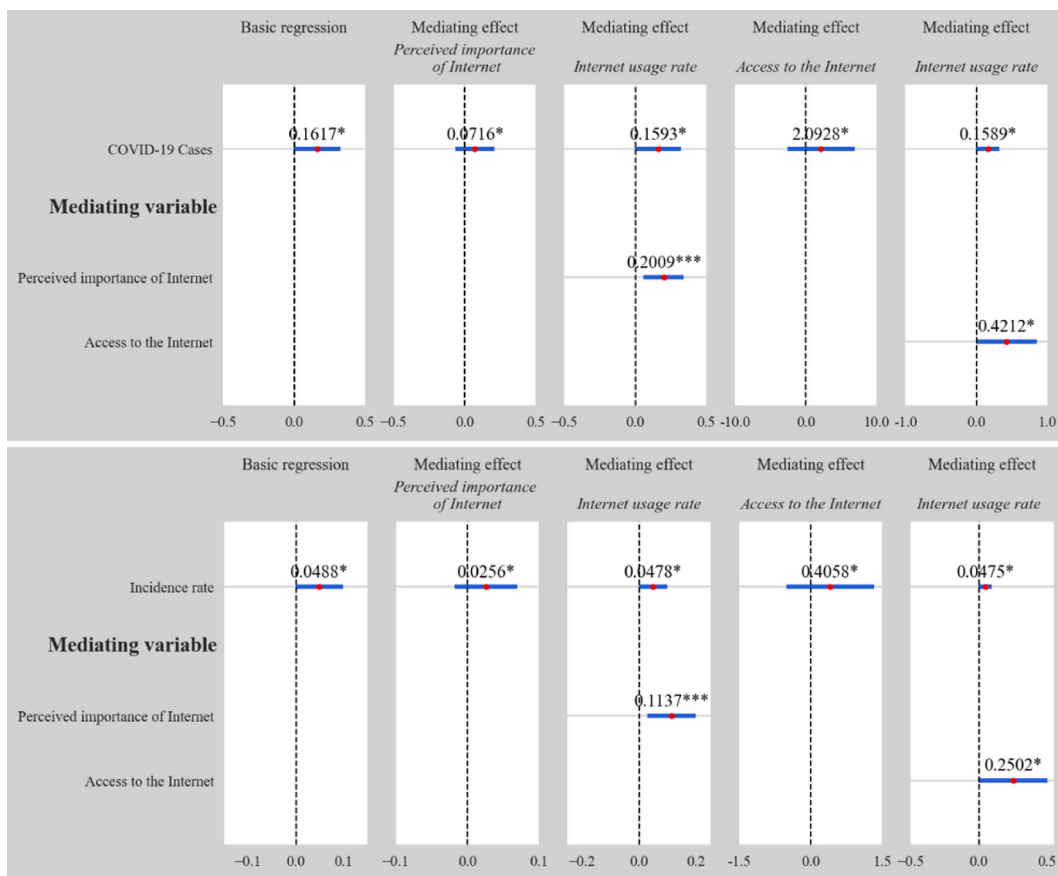 Basic regression Mediating effect Mediating effect Mediating effect Mediating effect
Perceived importance
of Internet Internet usage rate Access to the Internet Internet usage rate
COVID-19 Cases 0.1617* 0.0716* 0.1593* 2.0928* 0.1589*
Mediating variable
Perceived importance of Internet 0.2009***
Access to the Internet 0.4212*
−0.5 0.0 0.5 −0.5 0.0 0.5 −0.5 0.0 0.5 -10.0 0.0 10.0 -1.0 0.0 1.0
Basic regression Mediating effect Mediating effect Mediating effect Mediating effect
Perceived importance
of Internet Internet usage rate Access to the Internet Internet usage rate
Incidence rate 0.0488* 0.0256* 0.0478* 0.4058* 0.0475*
Mediating variable
Perceived importance of Internet 0.1137***
Access to the Internet 0.2502*
−0.1 0.0 0.1 −0.1 0.0 0.1 −0.2 0.0 0.2 -1.5 0.0 1.5 −0.5 0.0 0.5